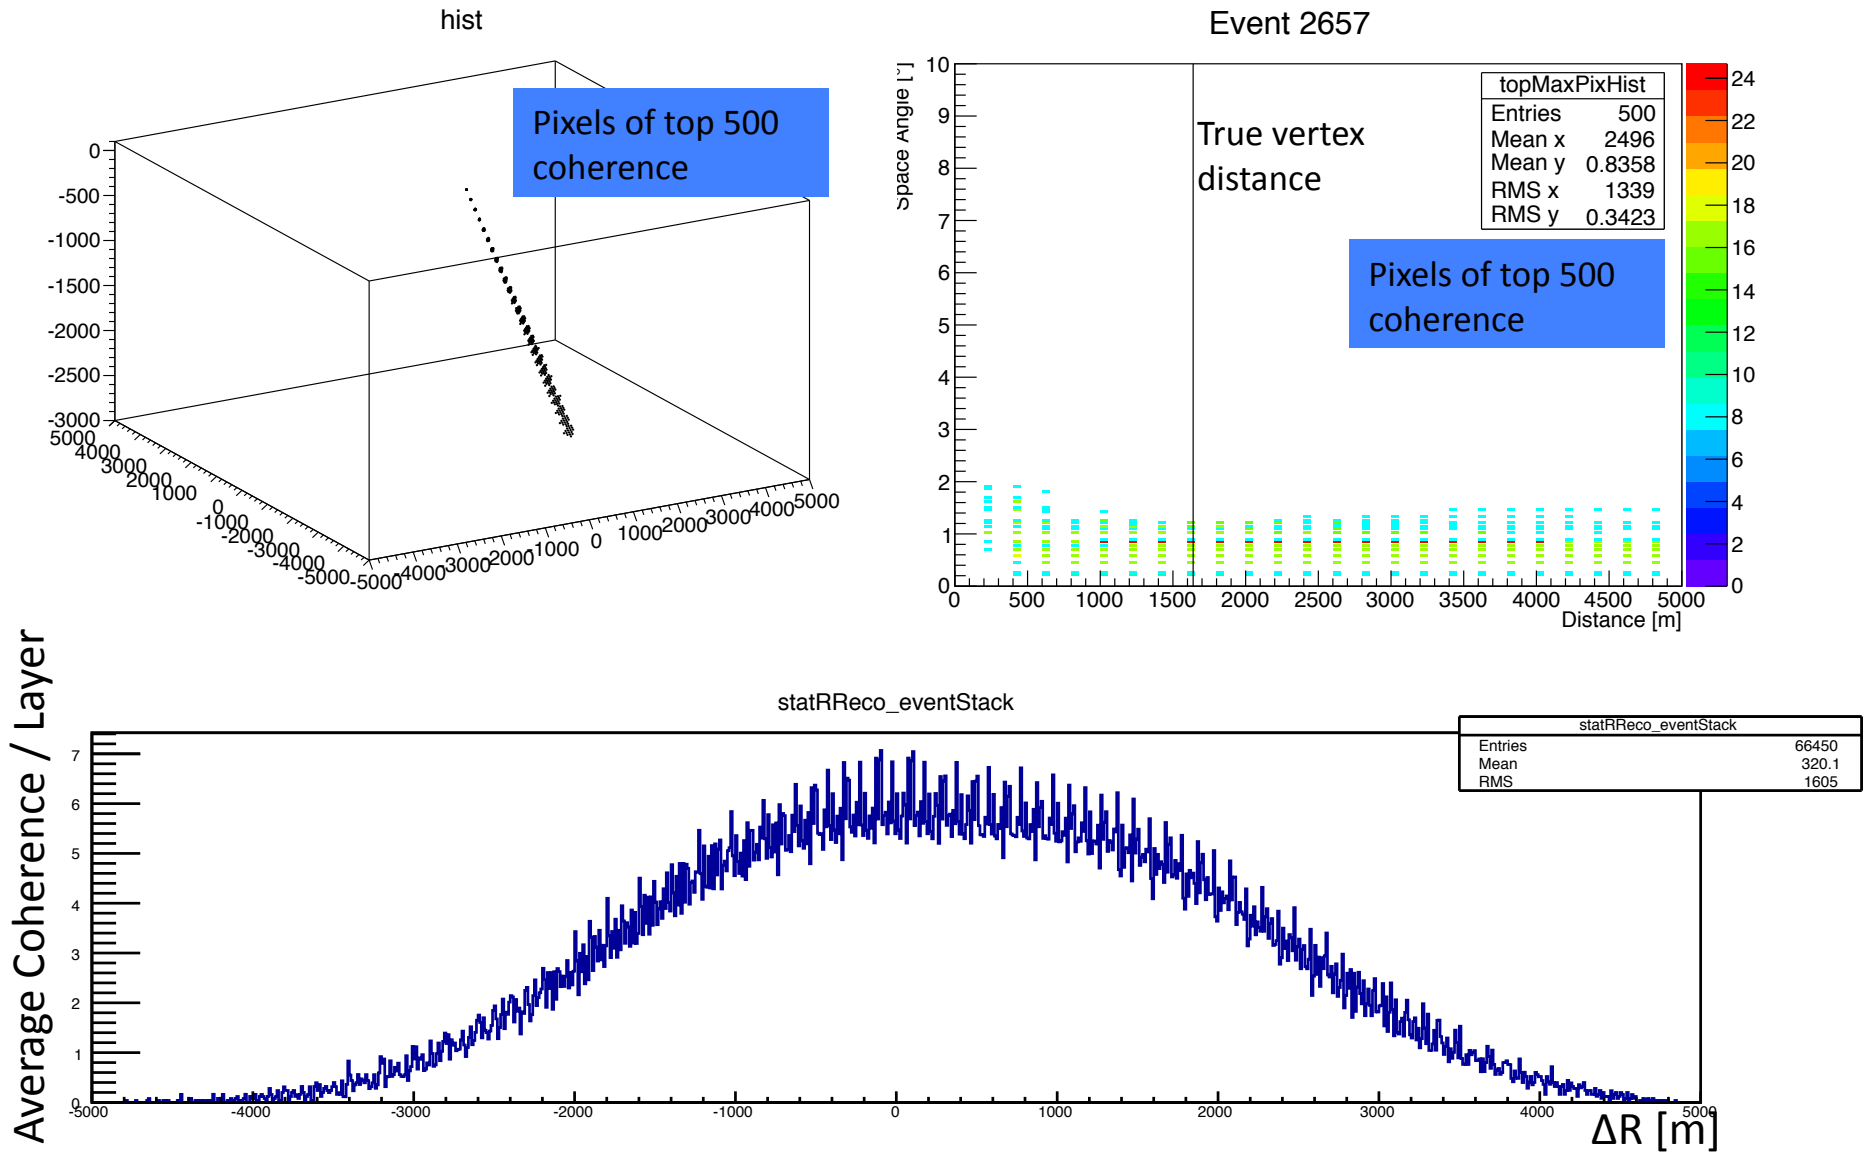 hist
Pixels of top 500
coherence
0
-500
-1000
-1500
-2000
-2500
-3000
5000
4000
3000
2000
1000
0
-1000
-2000
-3000
-4000
-5000
-5000
-4000
-3000
-2000
-1000
0
1000
2000
3000
4000
5000
Event 2657
Space Angle [°]
10
9
8
7
6
5
4
3
2
1
0
True vertex
distance
topMaxPixHist
Entries 500
Mean x 2496
Mean y 0.8358
RMS x 1339
RMS y 0.3423
Pixels of top 500
coherence
24
22
20
18
16
14
12
10
8
6
4
2
0
0 500 1000 1500 2000 2500 3000 3500 4000 4500 5000
Distance [m]
statRReco_eventStack
Average Coherence / Layer
7
6
5
4
3
2
1
0
statRReco_eventStack
Entries 66450
Mean 320.1
RMS 1605
-5000 -4000 -3000 -2000 -1000 0 1000 2000 3000 4000 5000
ΔR [m]